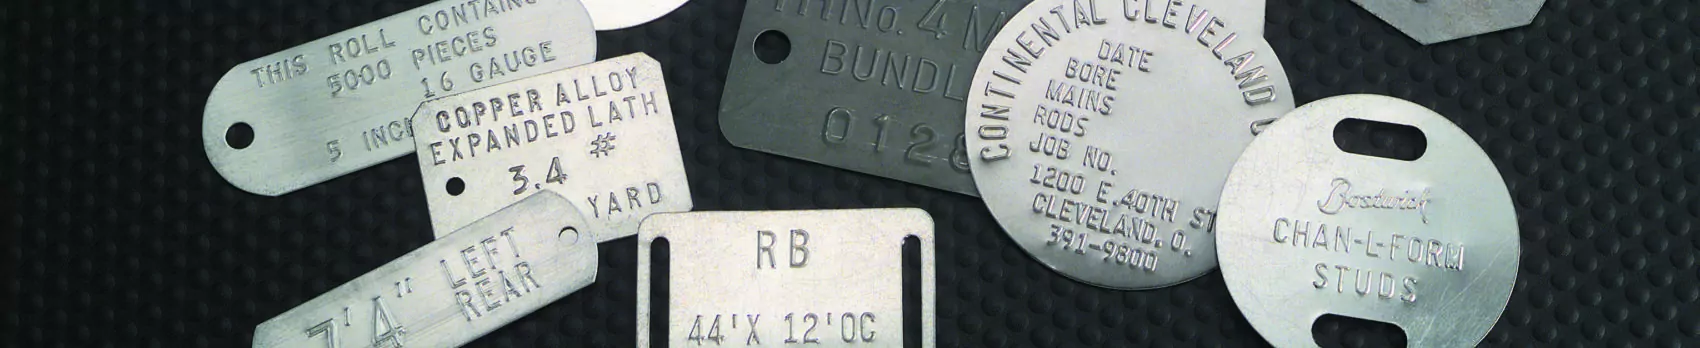 THIS ROLL CONTAINS
5000 PIECES
16 GAUGE
5
COPPER ALLOY
EXPANDED LATH
3.4 #
YARD
7'4" LEFT
REAR
RB
44'X 12'OC
No. 4
0128
CONTINENTAL CLEVELAND
DATE
BORE
MAINS
RODS
JOB NO.
1200 E.40TH ST
CLEVELAND, O.
391-9800
Bostwick
CHAN-L-FORM
STUDS